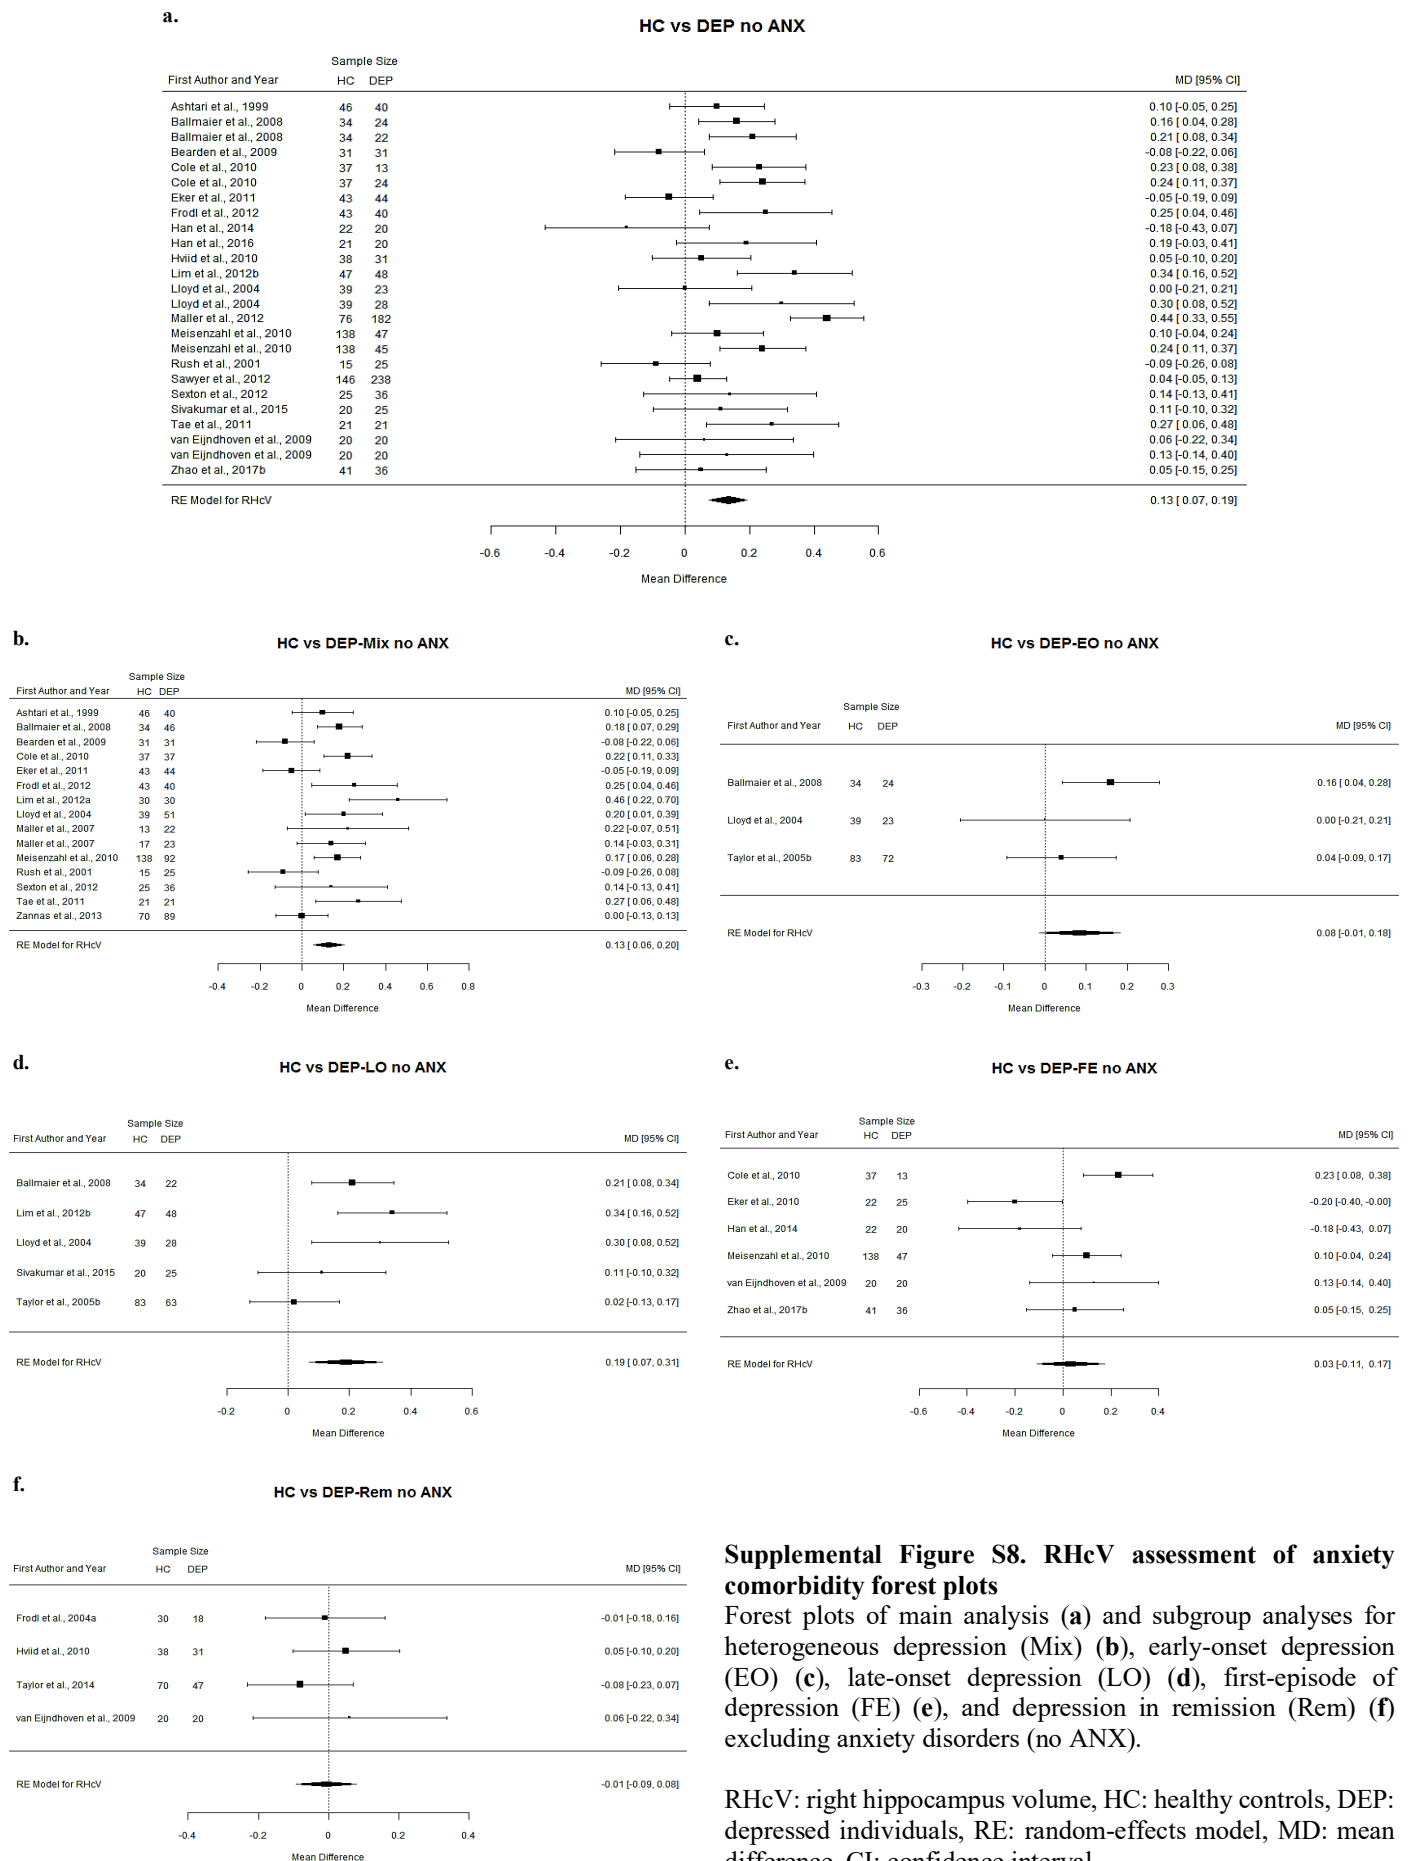 a.
HC vs DEP no ANX
Sample Size
First Author and Year HC DEP MD [95% CI]
Ashtari et al., 1999 46 40 0.10 [-0.05, 0.25]
Ballmaier et al., 2008 34 24 0.16 [ 0.04, 0.28]
Ballmaier et al., 2008 34 22 0.21 [ 0.08, 0.34]
Bearden et al., 2009 31 31 -0.08 [-0.22, 0.06]
Cole et al., 2010 37 13 0.23 [ 0.08, 0.38]
Cole et al., 2010 37 24 0.24 [ 0.11, 0.37]
Eker et al., 2011 43 44 -0.05 [-0.19, 0.09]
Frodl et al., 2012 43 40 0.25 [ 0.04, 0.46]
Han et al., 2014 22 20 -0.18 [-0.43, 0.07]
Han et al., 2016 21 20 0.19 [-0.03, 0.41]
Hviid et al., 2010 38 31 0.05 [-0.10, 0.20]
Lim et al., 2012b 47 48 0.34 [ 0.16, 0.52]
Lloyd et al., 2004 39 23 0.00 [-0.21, 0.21]
Lloyd et al., 2004 39 28 0.30 [ 0.08, 0.52]
Maller et al., 2012 76 182 0.44 [ 0.33, 0.55]
Meisenzahl et al., 2010 138 47 0.10 [-0.04, 0.24]
Meisenzahl et al., 2010 138 45 0.24 [ 0.11, 0.37]
Rush et al., 2001 15 25 -0.09 [-0.26, 0.08]
Sawyer et al., 2012 146 238 0.04 [-0.05, 0.13]
Sexton et al., 2012 25 36 0.14 [-0.13, 0.41]
Sivakumar et al., 2015 20 25 0.11 [-0.10, 0.32]
Tae et al., 2011 21 21 0.27 [ 0.06, 0.48]
van Eijndhoven et al., 2009 20 20 0.06 [-0.22, 0.34]
van Eijndhoven et al., 2009 20 20 0.13 [-0.14, 0.40]
Zhao et al., 2017b 41 36 0.05 [-0.15, 0.25]
RE Model for RHcV 0.13 [ 0.07, 0.19]
-0.6 -0.4 -0.2 0 0.2 0.4 0.6
Mean Difference
b.
HC vs DEP-Mix no ANX
Sample Size
First Author and Year HC DEP MD [95% CI]
Ashtari et al., 1999 46 40 0.10 [-0.05, 0.25]
Ballmaier et al., 2008 34 46 0.18 [ 0.07, 0.29]
Bearden et al., 2009 31 31 -0.08 [-0.22, 0.06]
Cole et al., 2010 37 37 0.22 [ 0.11, 0.33]
Eker et al., 2011 43 44 -0.05 [-0.19, 0.09]
Frodl et al., 2012 43 40 0.25 [ 0.04, 0.46]
Lim et al., 2012a 30 30 0.46 [ 0.22, 0.70]
Lloyd et al., 2004 39 51 0.20 [ 0.01, 0.39]
Maller et al., 2007 13 22 0.22 [-0.07, 0.51]
Maller et al., 2007 17 23 0.14 [-0.03, 0.31]
Meisenzahl et al., 2010 138 92 0.17 [ 0.06, 0.28]
Rush et al., 2001 15 25 -0.09 [-0.26, 0.08]
Sexton et al., 2012 25 36 0.14 [-0.13, 0.41]
Tae et al., 2011 21 21 0.27 [ 0.06, 0.48]
Zannas et al., 2013 70 89 0.00 [-0.13, 0.13]
RE Model for RHcV 0.13 [ 0.06, 0.20]
-0.4 -0.2 0 0.2 0.4 0.6 0.8
Mean Difference
c.
HC vs DEP-EO no ANX
Sample Size
First Author and Year HC DEP MD [95% CI]
Ballmaier et al., 2008 34 24 0.16 [ 0.04, 0.28]
Lloyd et al., 2004 39 23 0.00 [-0.21, 0.21]
Taylor et al., 2005b 83 72 0.04 [-0.09, 0.17]
RE Model for RHcV 0.08 [-0.01, 0.18]
-0.3 -0.2 -0.1 0 0.1 0.2 0.3
Mean Difference
d.
HC vs DEP-LO no ANX
Sample Size
First Author and Year HC DEP MD [95% CI]
Ballmaier et al., 2008 34 22 0.21 [ 0.08, 0.34]
Lim et al., 2012b 47 48 0.34 [ 0.16, 0.52]
Lloyd et al., 2004 39 28 0.30 [ 0.08, 0.52]
Sivakumar et al., 2015 20 25 0.11 [-0.10, 0.32]
Taylor et al., 2005b 83 63 0.02 [-0.13, 0.17]
RE Model for RHcV 0.19 [ 0.07, 0.31]
-0.2 0 0.2 0.4 0.6
Mean Difference
e.
HC vs DEP-FE no ANX
Sample Size
First Author and Year HC DEP MD [95% CI]
Cole et al., 2010 37 13 0.23 [ 0.08, 0.38]
Eker et al., 2010 22 25 -0.20 [-0.40, -0.00]
Han et al., 2014 22 20 -0.18 [-0.43, 0.07]
Meisenzahl et al., 2010 138 47 0.10 [-0.04, 0.24]
van Eijndhoven et al., 2009 20 20 0.13 [-0.14, 0.40]
Zhao et al., 2017b 41 36 0.05 [-0.15, 0.25]
RE Model for RHcV 0.03 [-0.11, 0.17]
-0.6 -0.4 -0.2 0 0.2 0.4
Mean Difference
f.
HC vs DEP-Rem no ANX
Sample Size
First Author and Year HC DEP MD [95% CI]
Frodl et al., 2004a 30 18 -0.01 [-0.18, 0.16]
Hviid et al., 2010 38 31 0.05 [-0.10, 0.20]
Taylor et al., 2014 70 47 -0.08 [-0.23, 0.07]
van Eijndhoven et al., 2009 20 20 0.06 [-0.22, 0.34]
RE Model for RHcV -0.01 [-0.09, 0.08]
-0.4 -0.2 0 0.2 0.4
Mean Difference
Supplemental Figure S8. RHcV assessment of anxiety
comorbidity forest plots
Forest plots of main analysis (a) and subgroup analyses for
heterogeneous depression (Mix) (b), early-onset depression
(EO) (c), late-onset depression (LO) (d), first-episode of
depression (FE) (e), and depression in remission (Rem) (f)
excluding anxiety disorders (no ANX).
RHcV: right hippocampus volume, HC: healthy controls, DEP:
depressed individuals, RE: random-effects model, MD: mean
difference, CI: confidence interval